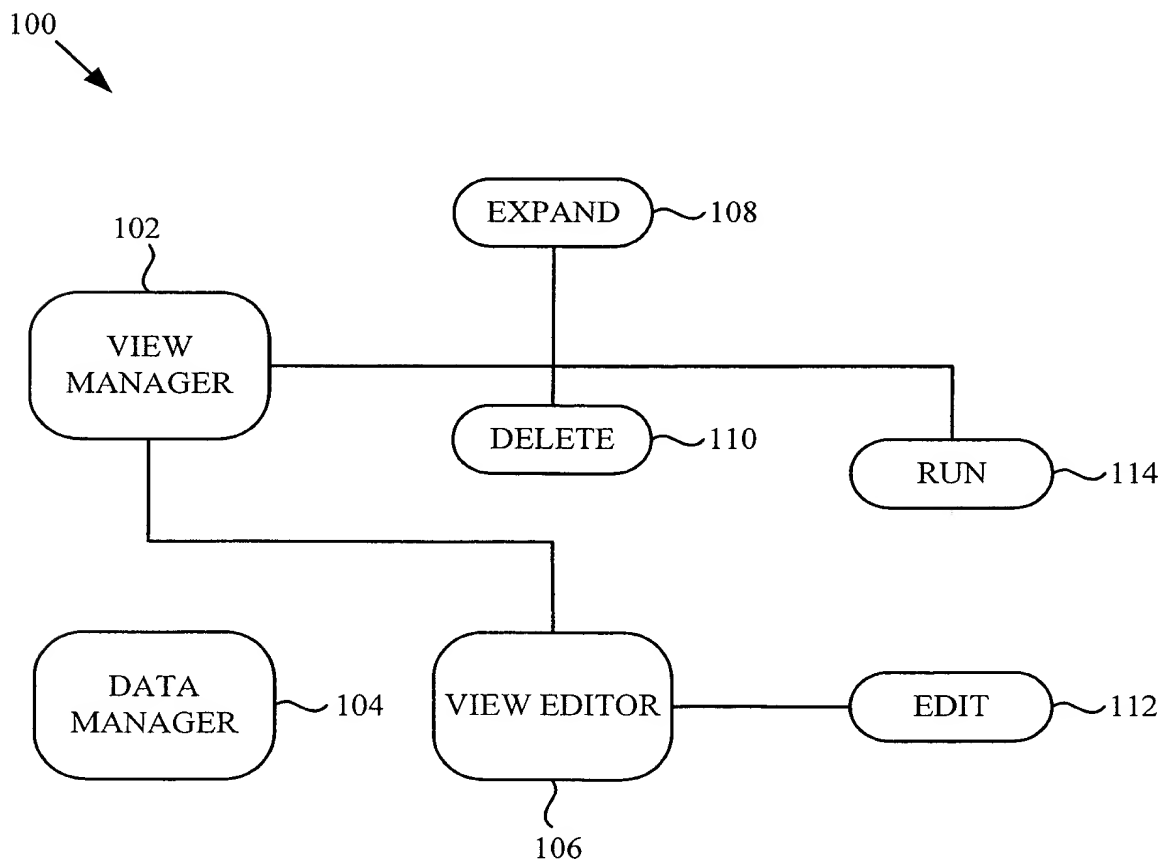 100
EXPAND
108
102
VIEW
MANAGER
DELETE
110
RUN
114
DATA
MANAGER
104
VIEW EDITOR
EDIT
112
106